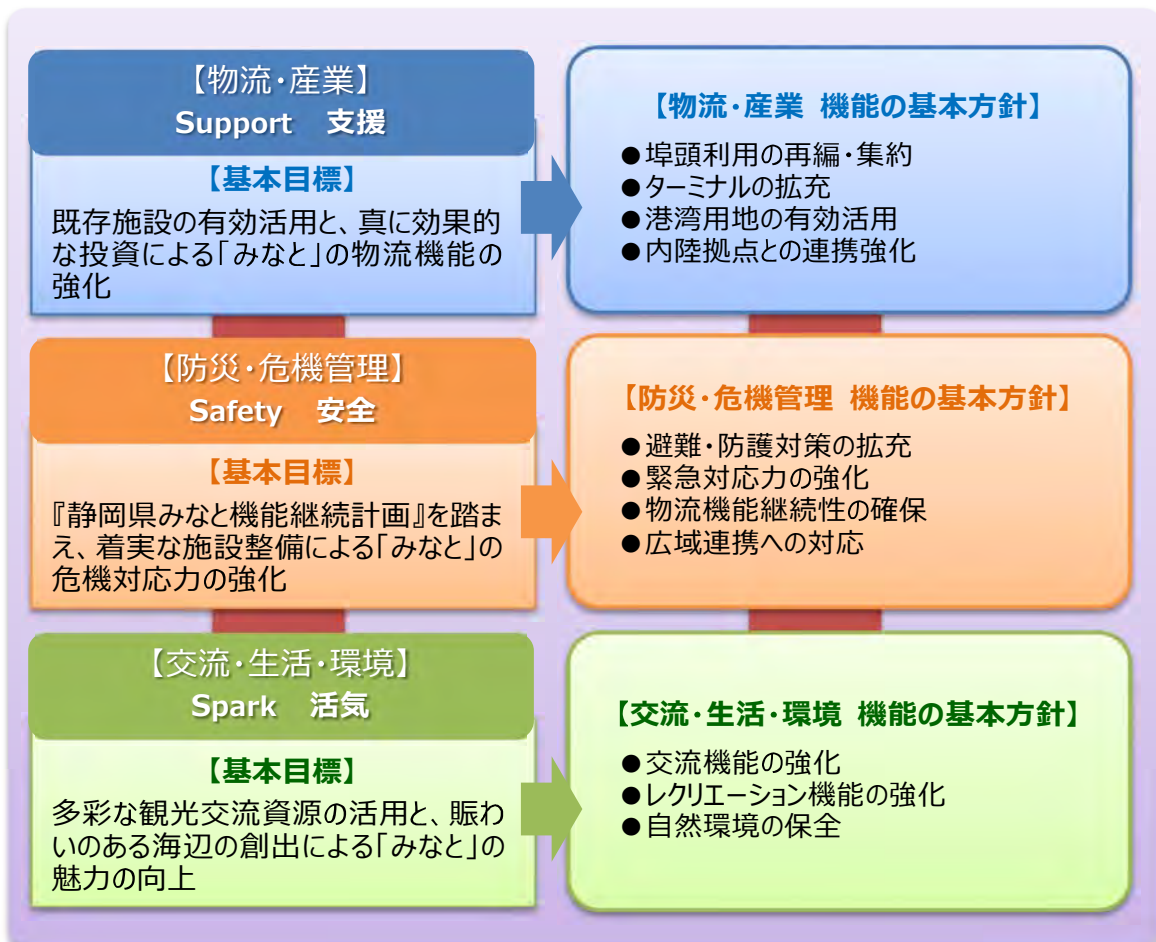 【物流・産業】
Support 支援
【基本目標】
既存施設の有効活用と、真に効果的
な投資による「みなと」の物流機能の
強化
【物流・産業 機能の基本方針】
●埠頭利用の再編・集約
●ターミナルの拡充
●港湾用地の有効活用
●内陸拠点との連携強化
【防災・危機管理】
Safety 安全
【基本目標】
『静岡県みなと機能継続計画』を踏ま
え、着実な施設整備による「みなと」の
危機対応力の強化
【防災・危機管理 機能の基本方針】
●避難・防護対策の拡充
●緊急対応力の強化
●物流機能継続性の確保
●広域連携への対応
【交流・生活・環境】
Spark 活気
【基本目標】
多彩な観光交流資源の活用と、賑わ
いのある海辺の創出による「みなと」の
魅力の向上
【交流・生活・環境 機能の基本方針】
●交流機能の強化
●レクリエーション機能の強化
●自然環境の保全